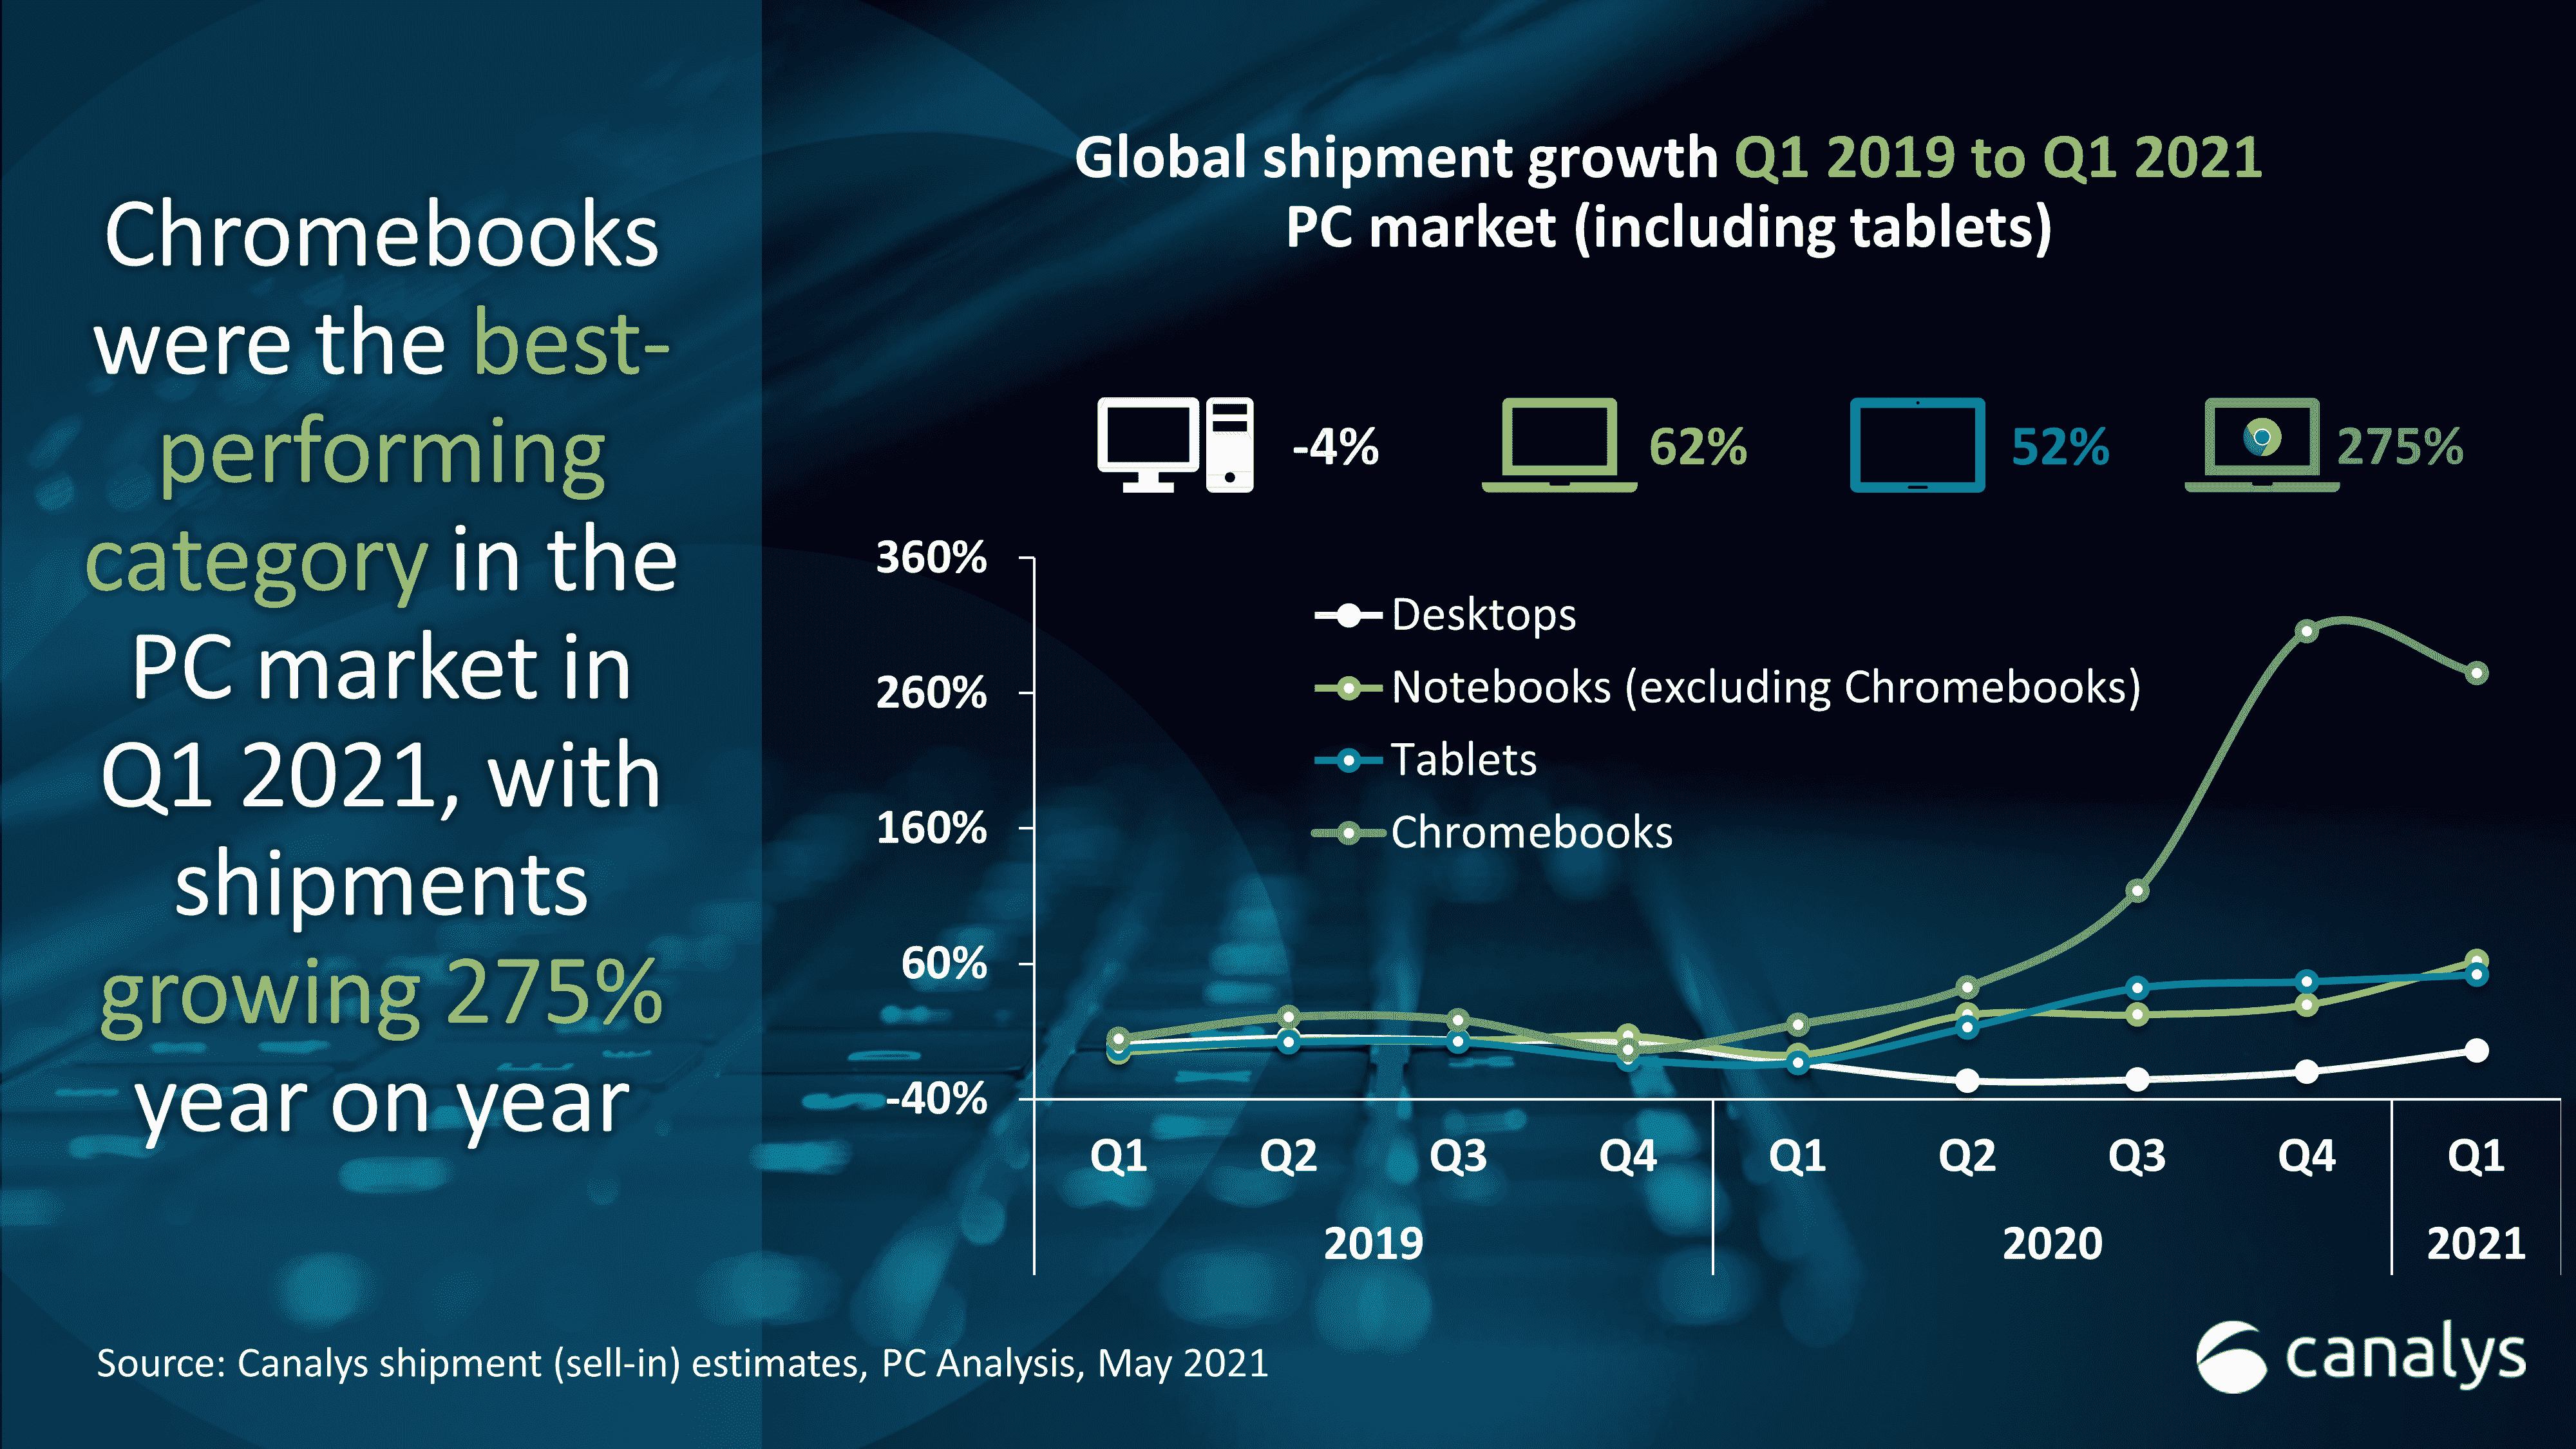 Chromebooks
were the best-
performing
category in the
PC market in
Q1 2021, with
shipments
growing 275%
year on year
Global shipment growth Q1 2019 to Q1 2021
PC market (including tablets)
-4%
62%
52%
275%
360%
260%
160%
60%
-40%
Desktops
Notebooks (excluding Chromebooks)
Tablets
Chromebooks
Q1 Q2 Q3 Q4 Q1 Q2 Q3 Q4 Q1
2019 2020 2021
Source: Canalys shipment (sell-in) estimates, PC Analysis, May 2021
canalys